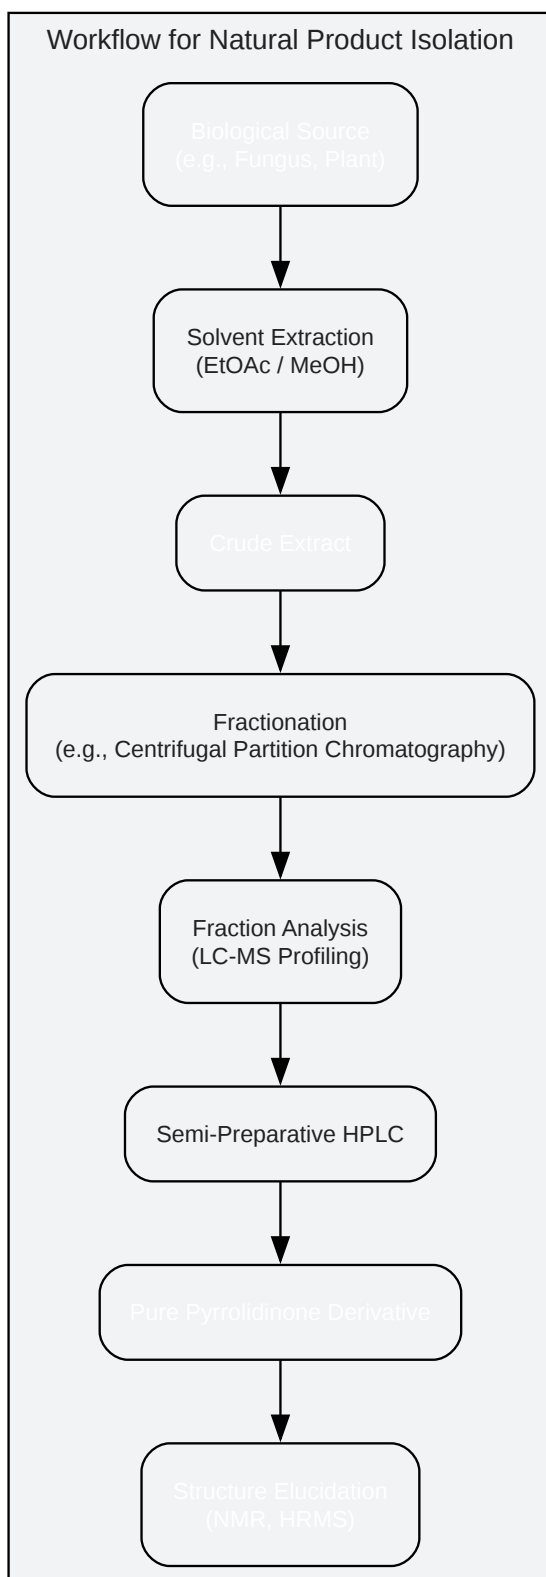 Workflow for Natural Product Isolation
Biological Source
(e.g., Fungus, Plant)
Solvent Extraction
(EtOAc / MeOH)
Crude Extract
Fractionation
(e.g., Centrifugal Partition Chromatography)
Fraction Analysis
(LC-MS Profiling)
Semi-Preparative HPLC
Pure Pyrrolidinone Derivative
Structure Elucidation
(NMR, HRMS)